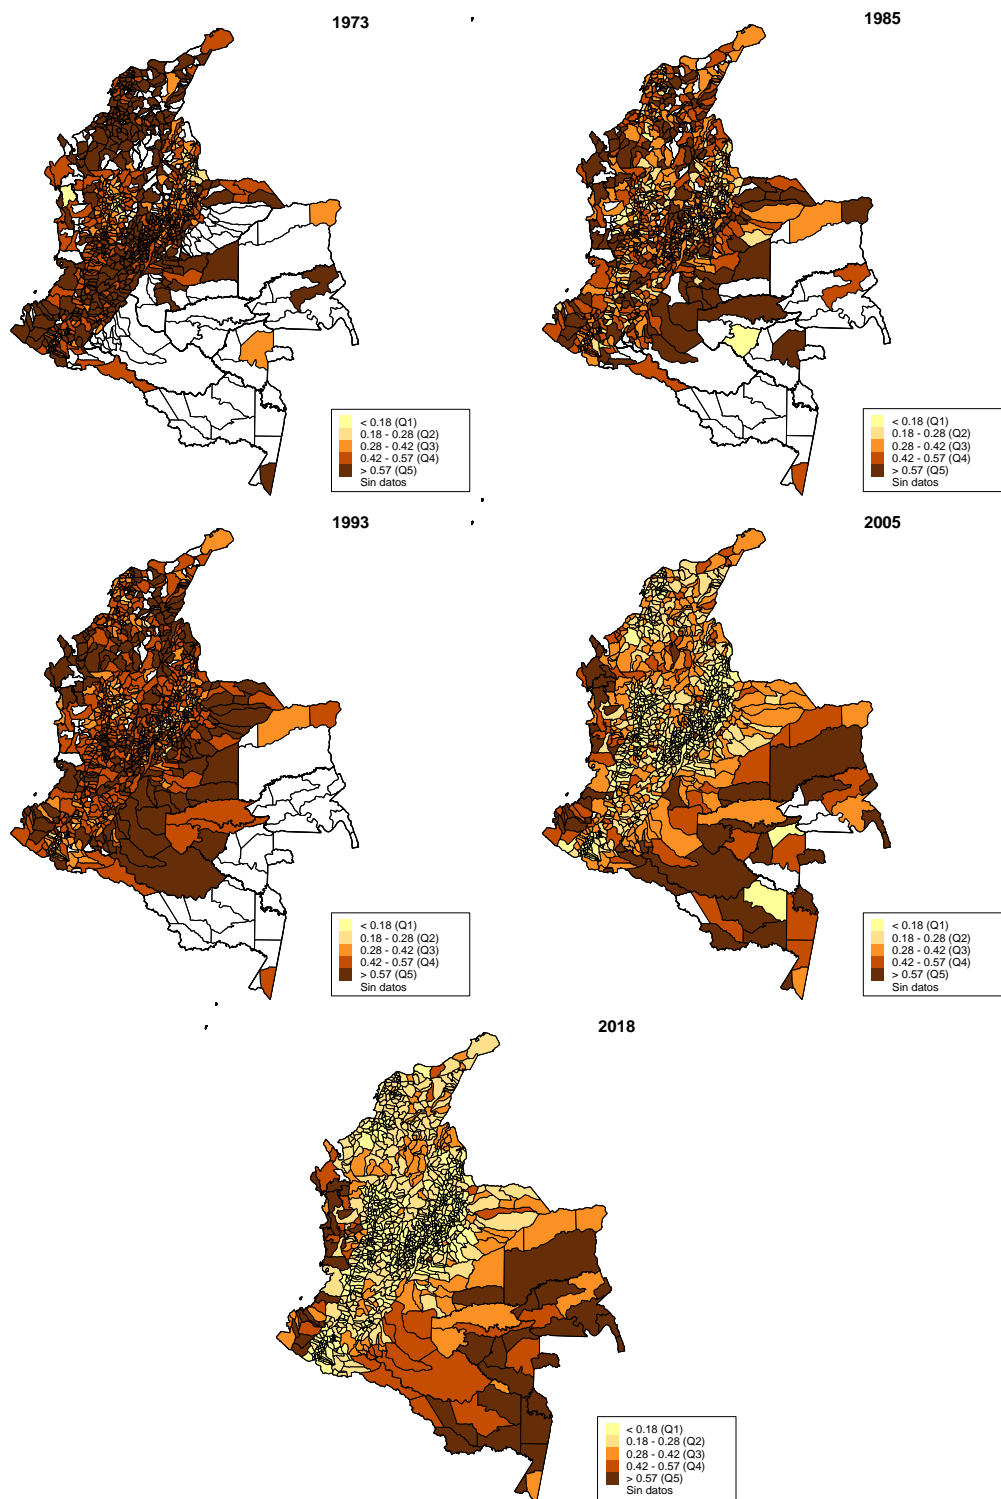 1973
1985
< 0.18 (Q1)
0.18 - 0.28 (Q2)
0.28 - 0.42 (Q3)
0.42 - 0.57 (Q4)
> 0.57 (Q5)
Sin datos
< 0.18 (Q1)
0.18 - 0.28 (Q2)
0.28 - 0.42 (Q3)
0.42 - 0.57 (Q4)
> 0.57 (Q5)
Sin datos
1993
2005
< 0.18 (Q1)
0.18 - 0.28 (Q2)
0.28 - 0.42 (Q3)
0.42 - 0.57 (Q4)
> 0.57 (Q5)
Sin datos
< 0.18 (Q1)
0.18 - 0.28 (Q2)
0.28 - 0.42 (Q3)
0.42 - 0.57 (Q4)
> 0.57 (Q5)
Sin datos
2018
< 0.18 (Q1)
0.18 - 0.28 (Q2)
0.28 - 0.42 (Q3)
0.42 - 0.57 (Q4)
> 0.57 (Q5)
Sin datos